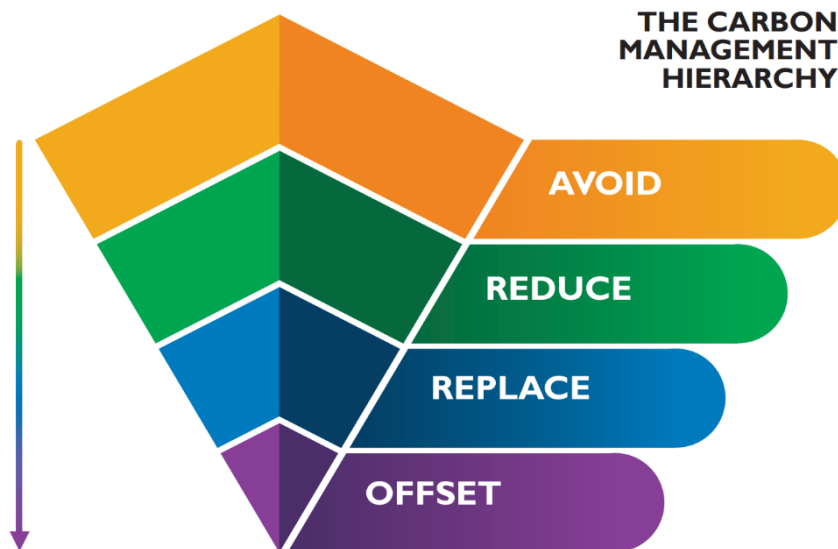 THE CARBON
MANAGEMENT
HIERARCHY
AVOID
REDUCE
REPLACE
OFFSET